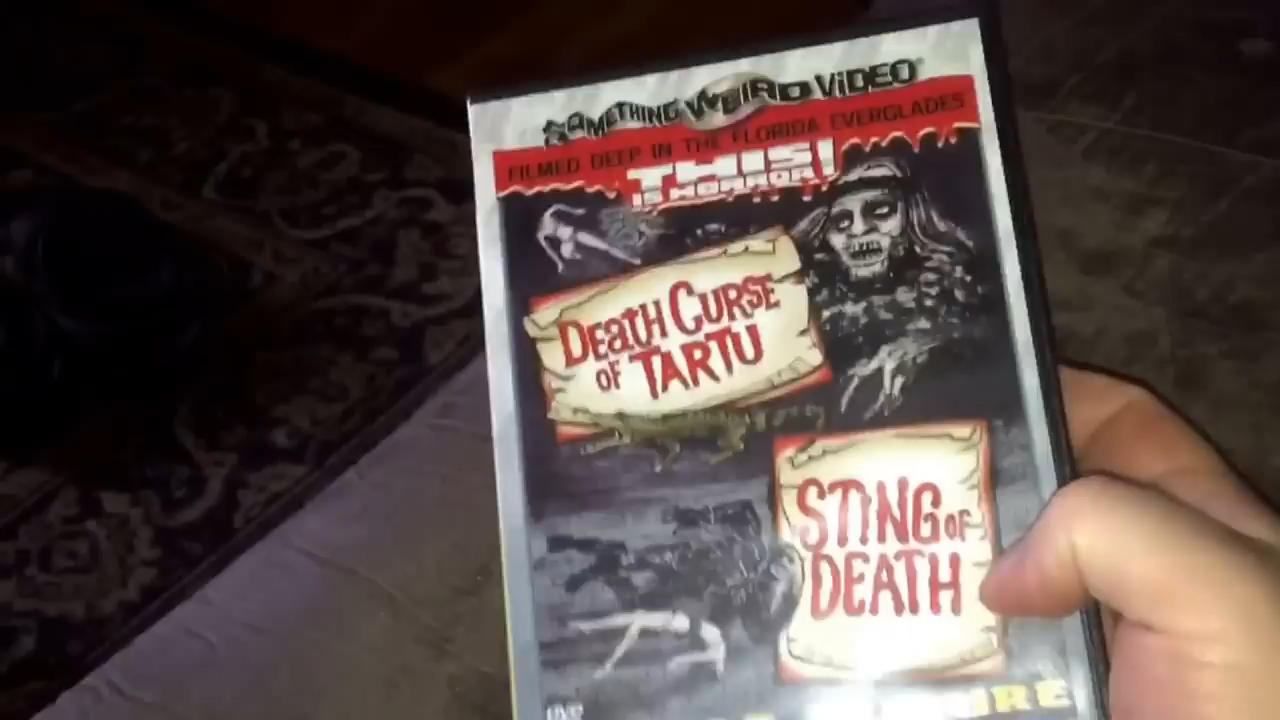 SOMETHING WEIRD VIDEO
FILMED DEEP IN THE FLORIDA EVERGLADES
THIS!
IS HORROR!
DEATH CURSE
OF TARTU
STING OF
DEATH
DVD